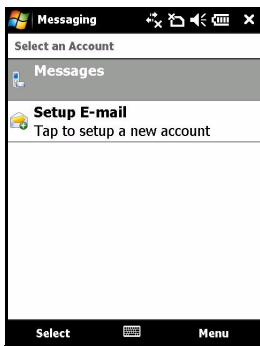 Messaging
Select an Account
Messages
Setup E-mail
Tap to setup a new account
Select
Menu